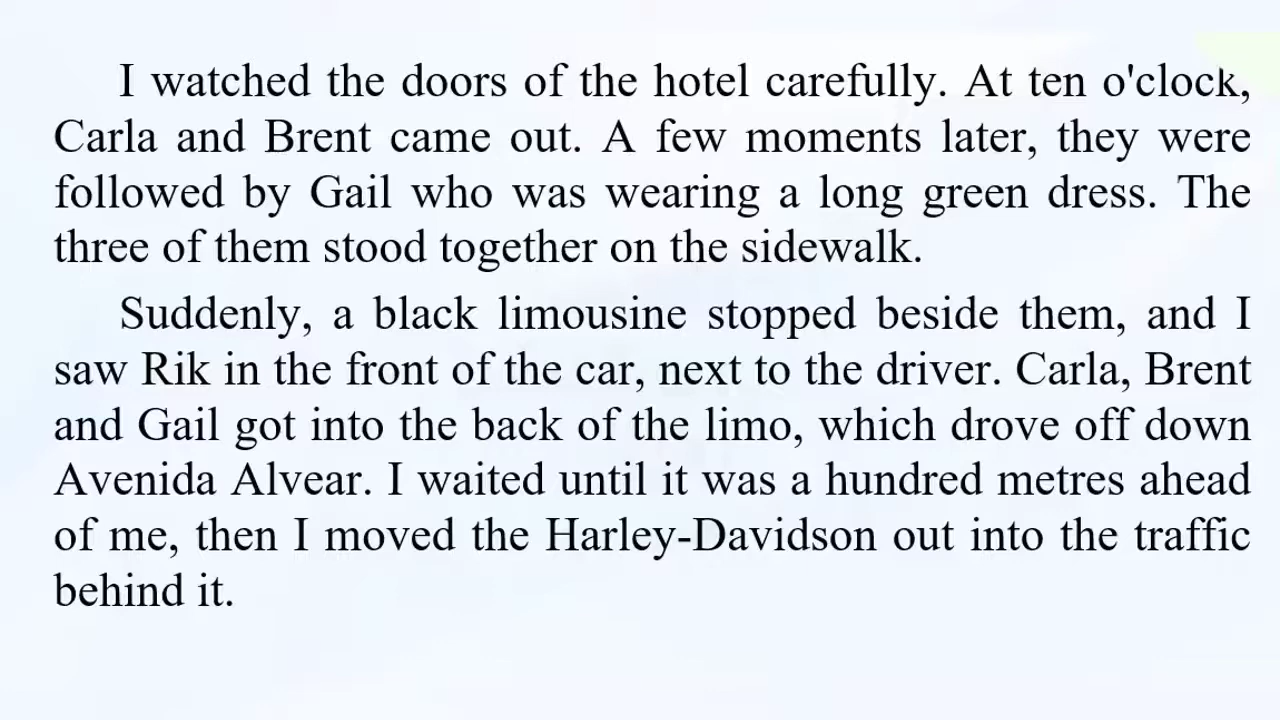 I watched the doors of the hotel carefully. At ten o'clock,
Carla and Brent came out. A few moments later, they were
followed by Gail who was wearing a long green dress. The
three of them stood together on the sidewalk.
Suddenly, a black limousine stopped beside them, and I
saw Rik in the front of the car, next to the driver. Carla, Brent
and Gail got into the back of the limo, which drove off down
Avenida Alvear. I waited until it was a hundred metres ahead
of me, then I moved the Harley-Davidson out into the traffic
behind it.